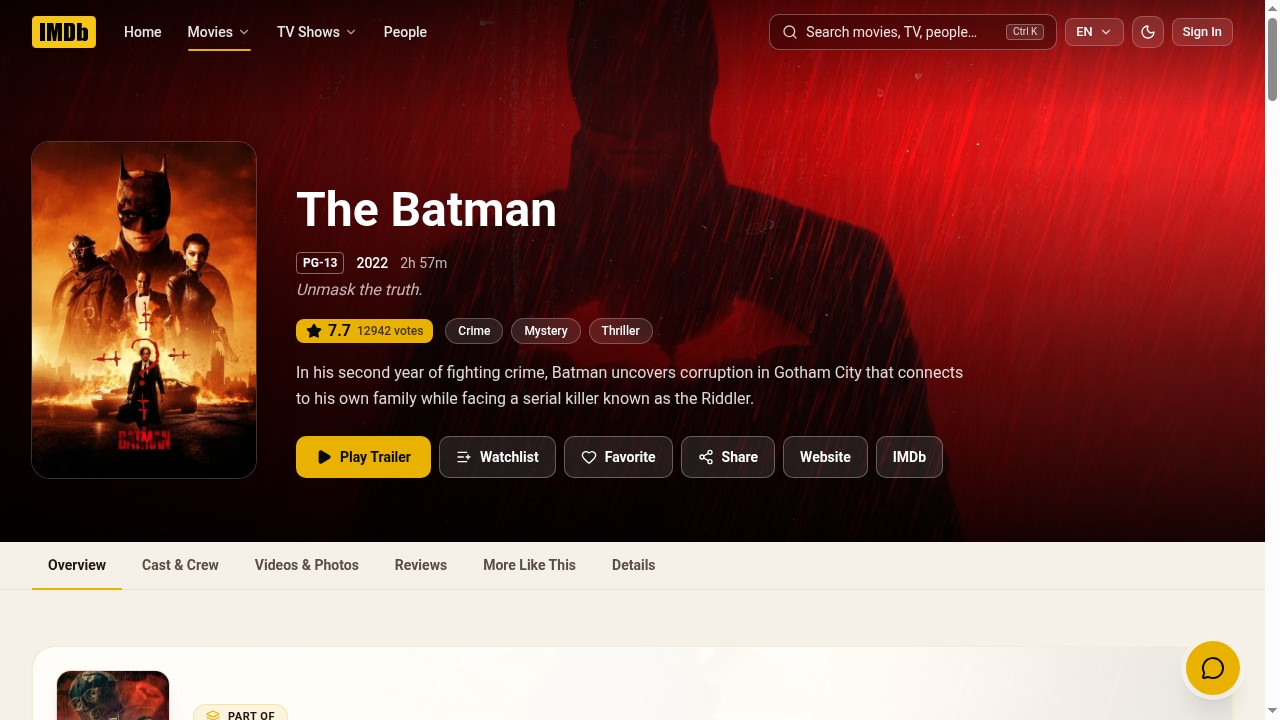 IMDb
Home
Movies
TV Shows
People
Search movies, TV, people...
Ctrl K
EN
Sign In
BATMAN
The Batman
PG-13
2022
2h 57m
Unmask the truth.
7.7 12942 votes
Crime
Mystery
Thriller
In his second year of fighting crime, Batman uncovers corruption in Gotham City that connects
to his own family while facing a serial killer known as the Riddler.
Play Trailer
Watchlist
Favorite
Share
Website
IMDb
Overview
Cast & Crew
Videos & Photos
Reviews
More Like This
Details
PART OF